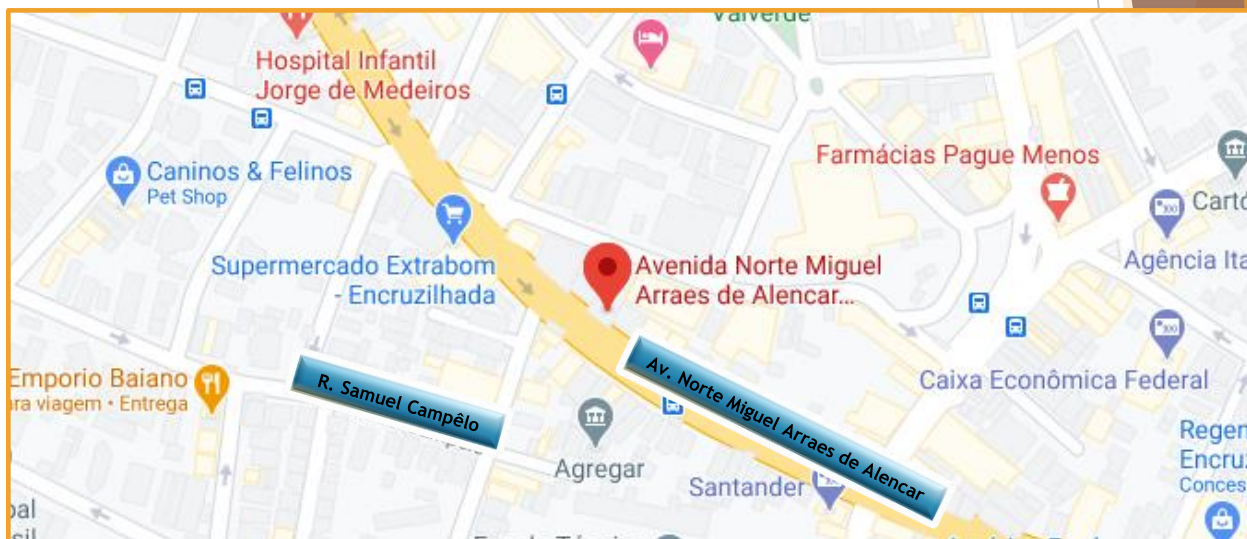 Valverde
Hospital Infantil
Jorge de Medeiros
Caninos & Felinos
Pet Shop
Farmácias Pague Menos
Supermercado Extrabom
- Encruzilhada
Avenida Norte Miguel
Arraes de Alencar...
Agência Ita
Emporio Baiano
ra viagem • Entrega
R. Samuel Campêlo
Av. Norte Miguel Arraes de Alencar
Caixa Econômica Federal
Agregar
Santander
Regen
Encru
Conces